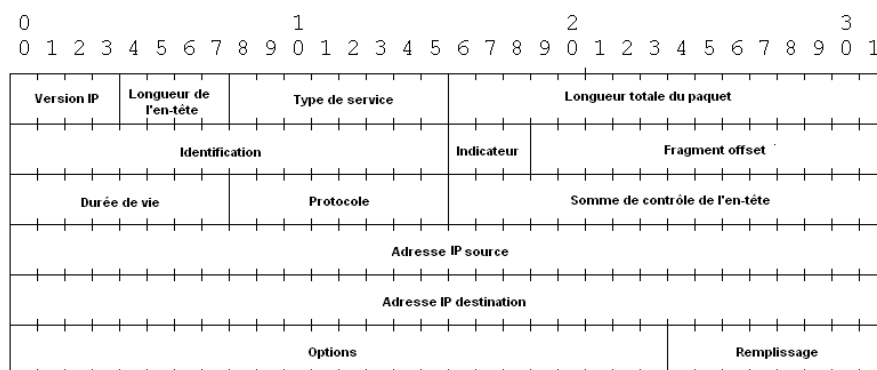 0 1 2 3
0 1 2 3 4 5 6 7 8 9 0 1 2 3 4 5 6 7 8 9 0 1 2 3 4 5 6 7 8 9 0 1
Version IP Longueur de l'en-tête Type de service Longueur totale du paquet
Identification Indicateur Fragment offset
Durée de vie Protocole Somme de contrôle de l'en-tête
Adresse IP source
Adresse IP destination
Options Remplissage